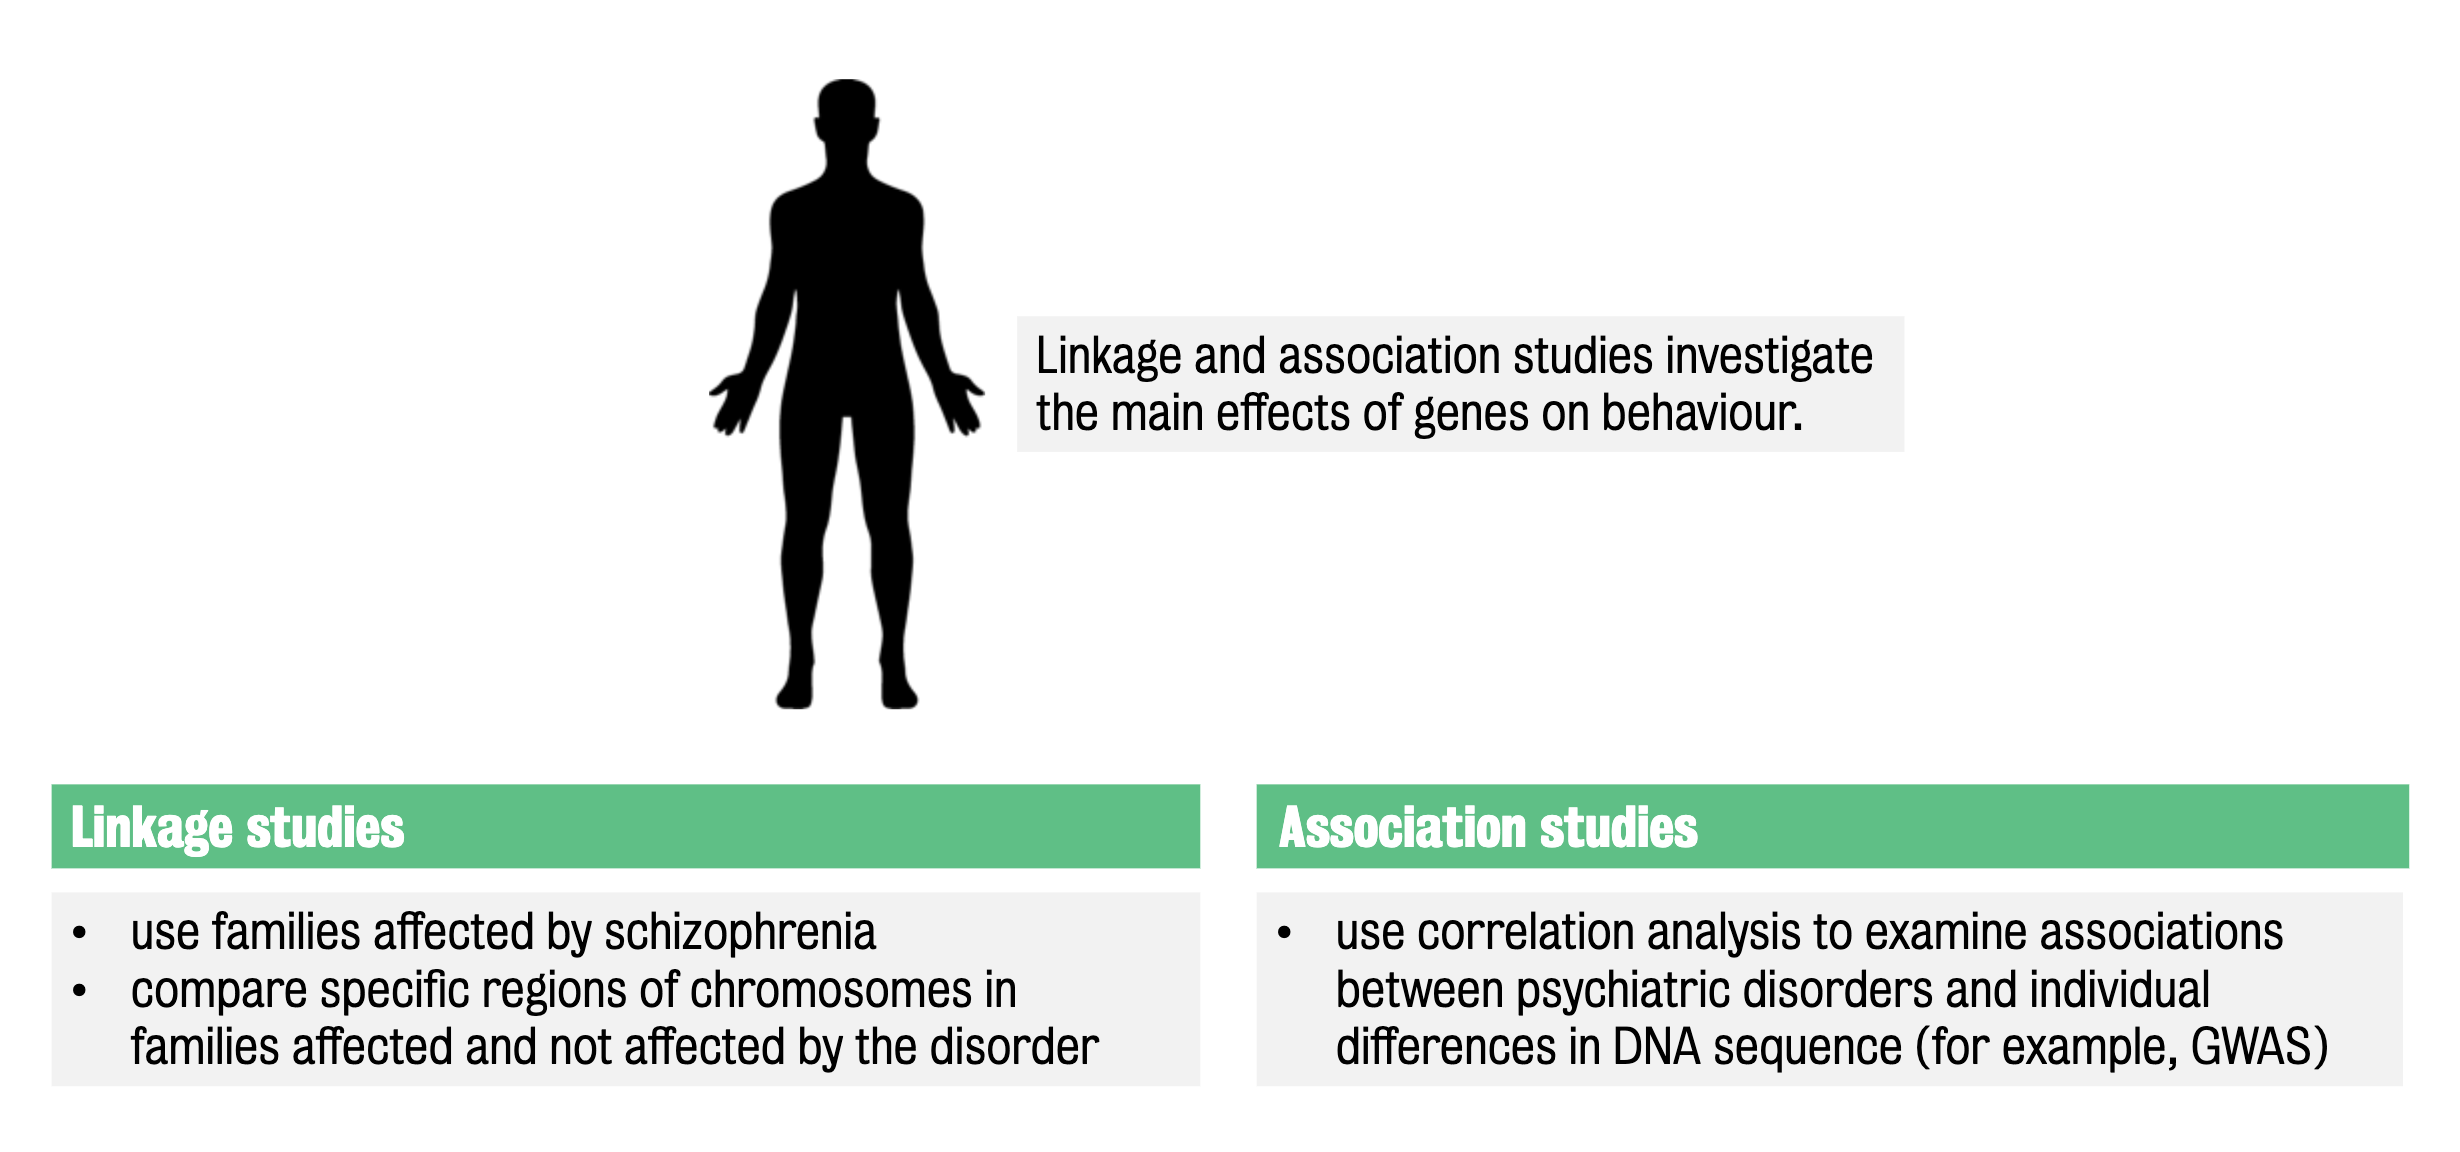 Linkage and association studies investigate
the main effects of genes on behaviour.
Linkage studies
• use families affected by schizophrenia
• compare specific regions of chromosomes in
families affected and not affected by the disorder
Association studies
• use correlation analysis to examine associations
between psychiatric disorders and individual
differences in DNA sequence (for example, GWAS)